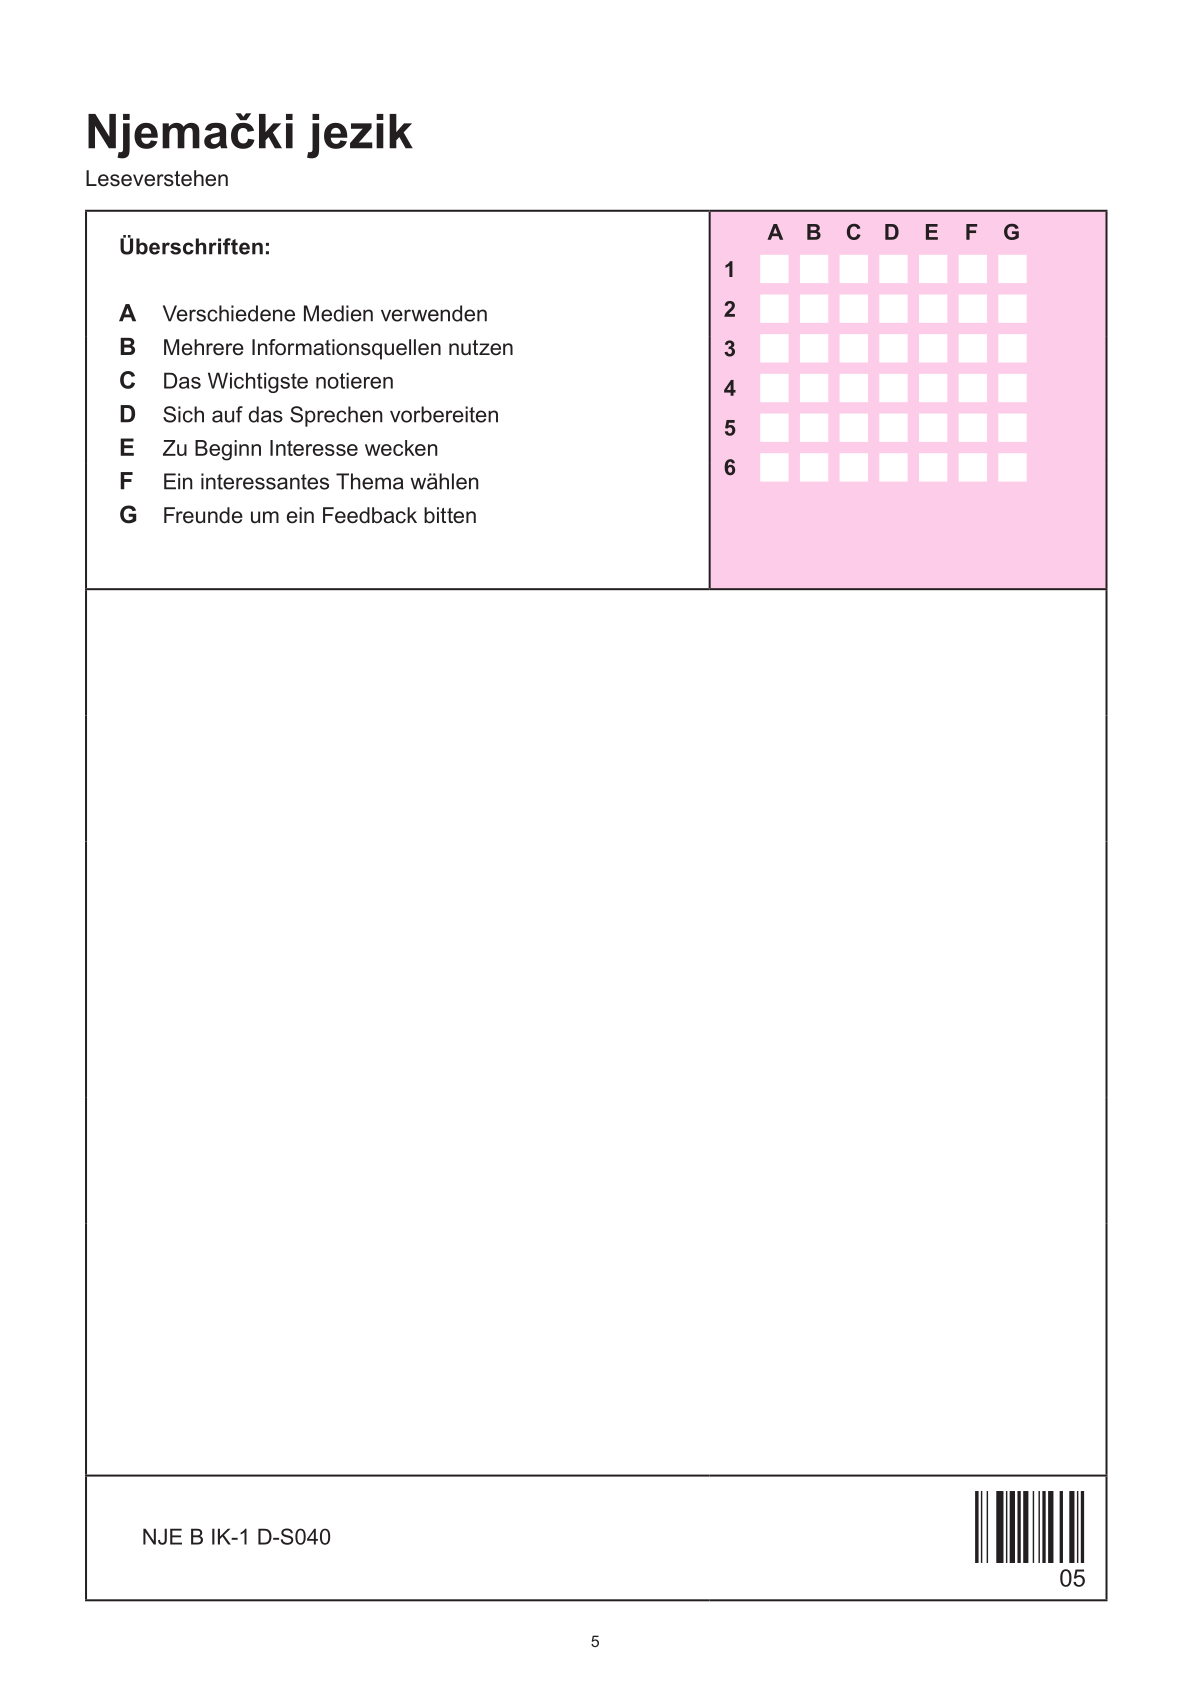 Njemački jezik
Leseverstehen
Überschriften:
A Verschiedene Medien verwenden
B Mehrere Informationsquellen nutzen
C Das Wichtigste notieren
D Sich auf das Sprechen vorbereiten
E Zu Beginn Interesse wecken
F Ein interessantes Thema wählen
G Freunde um ein Feedback bitten
A B C D E F G
1
2
3
4
5
6
NJE B IK-1 D-S040
05
5